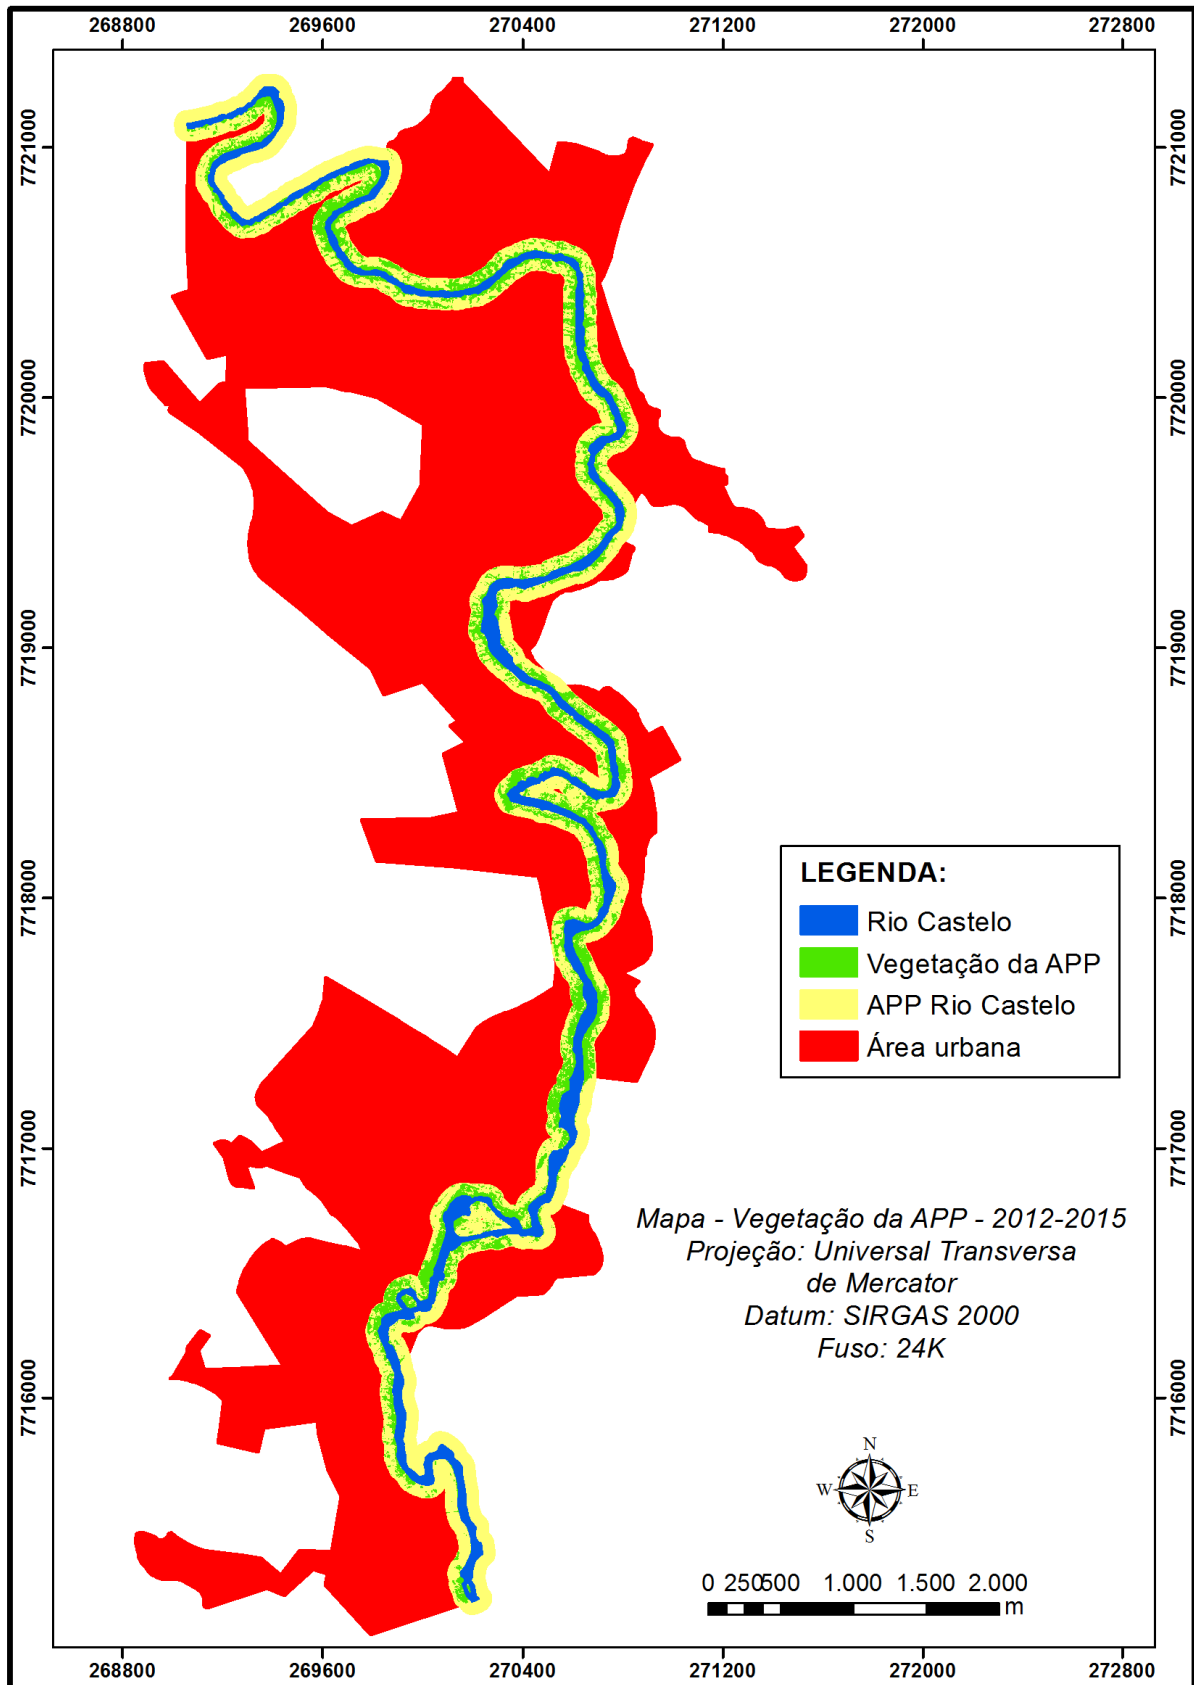 268800 269600 270400 271200 272000 272800
7721000 7721000
7720000 7720000
7719000 7719000
7718000 7718000
7717000 7717000
7716000 7716000
LEGENDA:
Rio Castelo
Vegetação da APP
APP Rio Castelo
Área urbana
Mapa - Vegetação da APP - 2012-2015
Projeção: Universal Transversa
de Mercator
Datum: SIRGAS 2000
Fuso: 24K
N
W E
S
0 250500 1.000 1.500 2.000
m
268800 269600 270400 271200 272000 272800